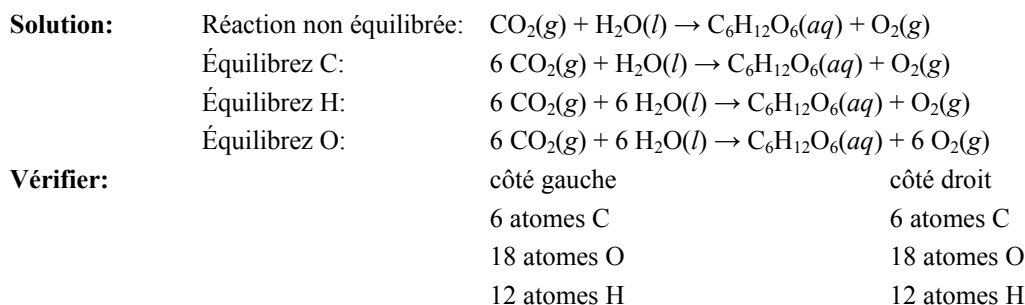 Solution: Réaction non équilibrée: CO₂(g) + H₂O(l) → C₆H₁₂O₆(aq) + O₂(g)
Équilibrez C: 6 CO₂(g) + H₂O(l) → C₆H₁₂O₆(aq) + O₂(g)
Équilibrez H: 6 CO₂(g) + 6 H₂O(l) → C₆H₁₂O₆(aq) + O₂(g)
Équilibrez O: 6 CO₂(g) + 6 H₂O(l) → C₆H₁₂O₆(aq) + 6 O₂(g)
Vérifier: côté gauche côté droit
6 atomes C 6 atomes C
18 atomes O 18 atomes O
12 atomes H 12 atomes H